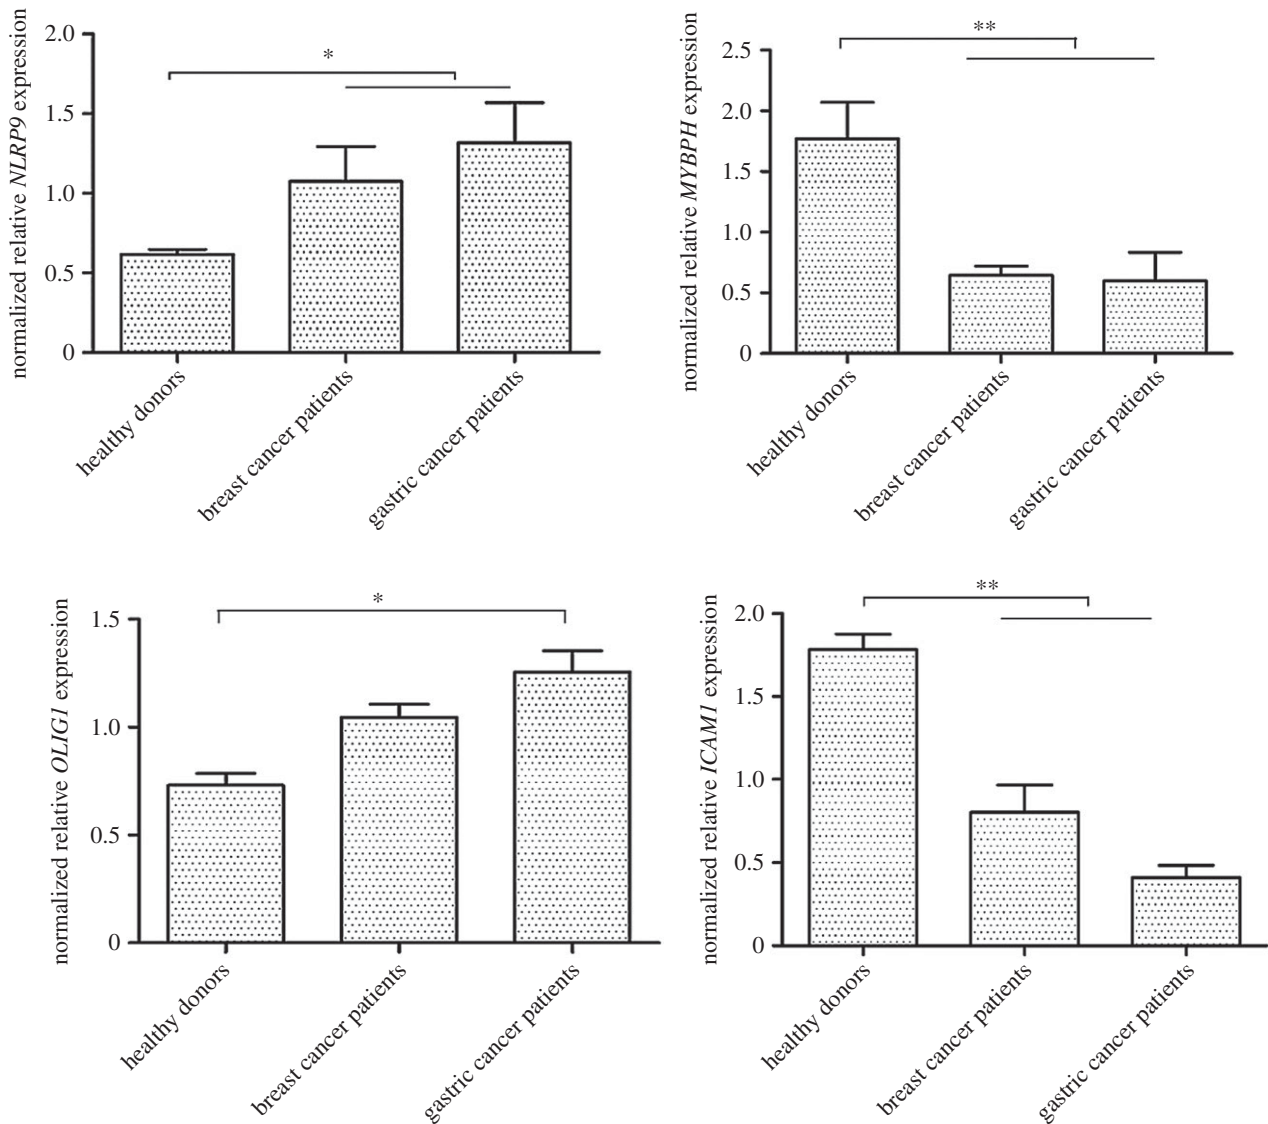 normalized relative NLRP9 expression
2.0
1.5
1.0
0.5
0
*
healthy donors
breast cancer patients
gastric cancer patients
normalized relative MYBPH expression
2.5
2.0
1.5
1.0
0.5
0
**
healthy donors
breast cancer patients
gastric cancer patients
normalized relative OLIG1 expression
1.5
1.0
0.5
0
*
healthy donors
breast cancer patients
gastric cancer patients
normalized relative ICAM1 expression
2.0
1.5
1.0
0.5
0
**
healthy donors
breast cancer patients
gastric cancer patients